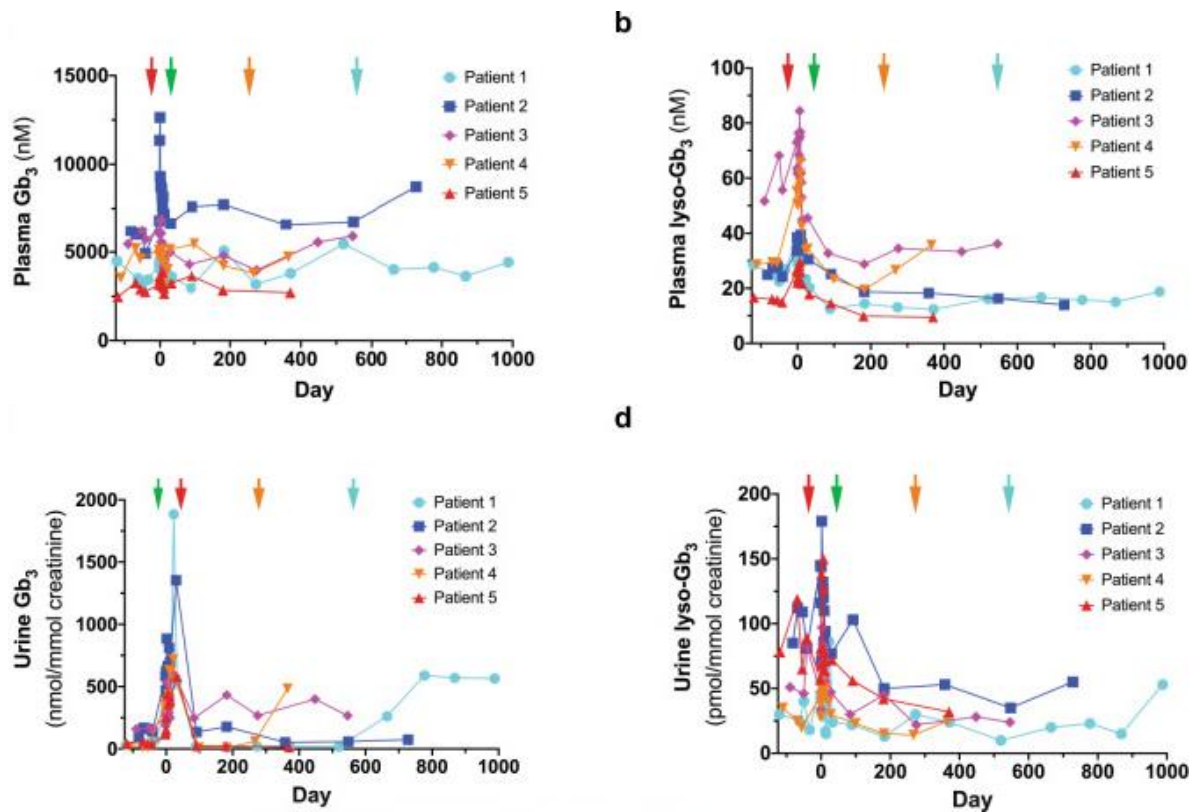 b
15000
10000
5000
0
Plasma Gb3 (nM)
0 200 400 600 800 1000
Day
Patient 1
Patient 2
Patient 3
Patient 4
Patient 5
100
80
60
40
20
0
Plasma lyso-Gb3 (nM)
0 200 400 600 800 1000
Day
Patient 1
Patient 2
Patient 3
Patient 4
Patient 5
d
2000
1500
1000
500
0
Urine Gb3
(nmol/mmol creatinine)
0 200 400 600 800 1000
Day
Patient 1
Patient 2
Patient 3
Patient 4
Patient 5
200
150
100
50
0
Urine lyso-Gb3
(pmol/mmol creatinine)
0 200 400 600 800 1000
Day
Patient 1
Patient 2
Patient 3
Patient 4
Patient 5